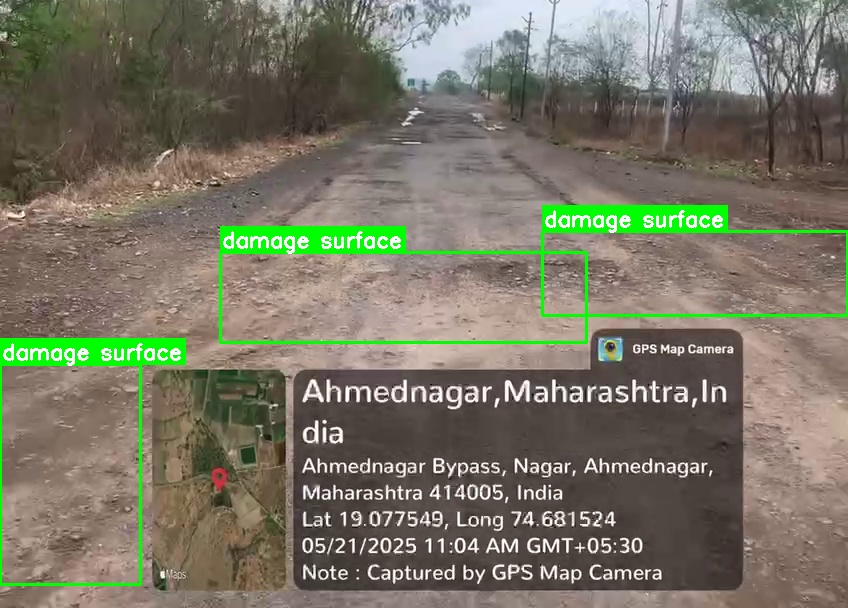 damage surface
damage surface
damage surface
GPS Map Camera
Ahmednagar,Maharashtra,In
dia
Ahmednagar Bypass, Nagar, Ahmednagar,
Maharashtra 414005, India
Lat 19.077549, Long 74.681524
05/21/2025 11:04 AM GMT+05:30
Note : Captured by GPS Map Camera
Maps